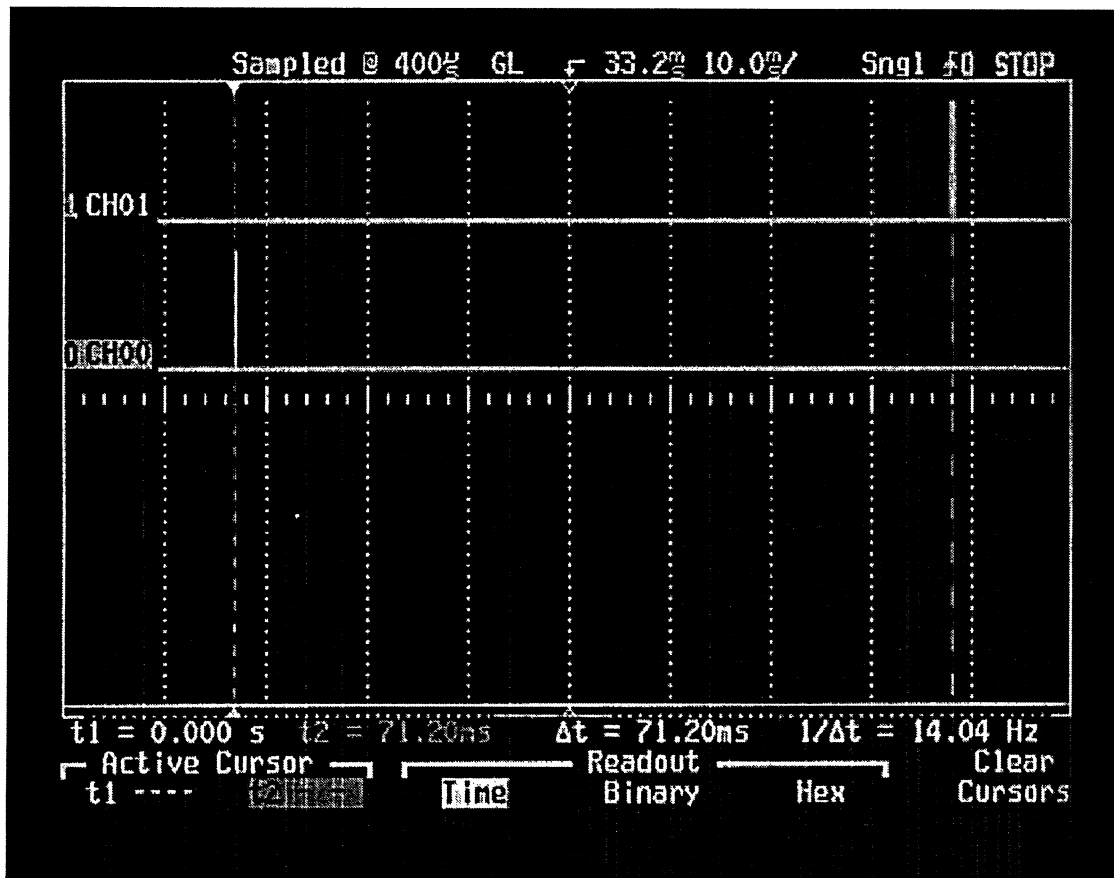 Sampled @ 400µs GL 33.2ms 10.0ms/ Sngl 0 STOP
1 CH01
0 CH00
t1 = 0.000 s t2 = 71.20ms Δt = 71.20ms 1/Δt = 14.04 Hz
Active Cursor Readout Clear
t1 ---- t2 Time Binary Hex Cursors